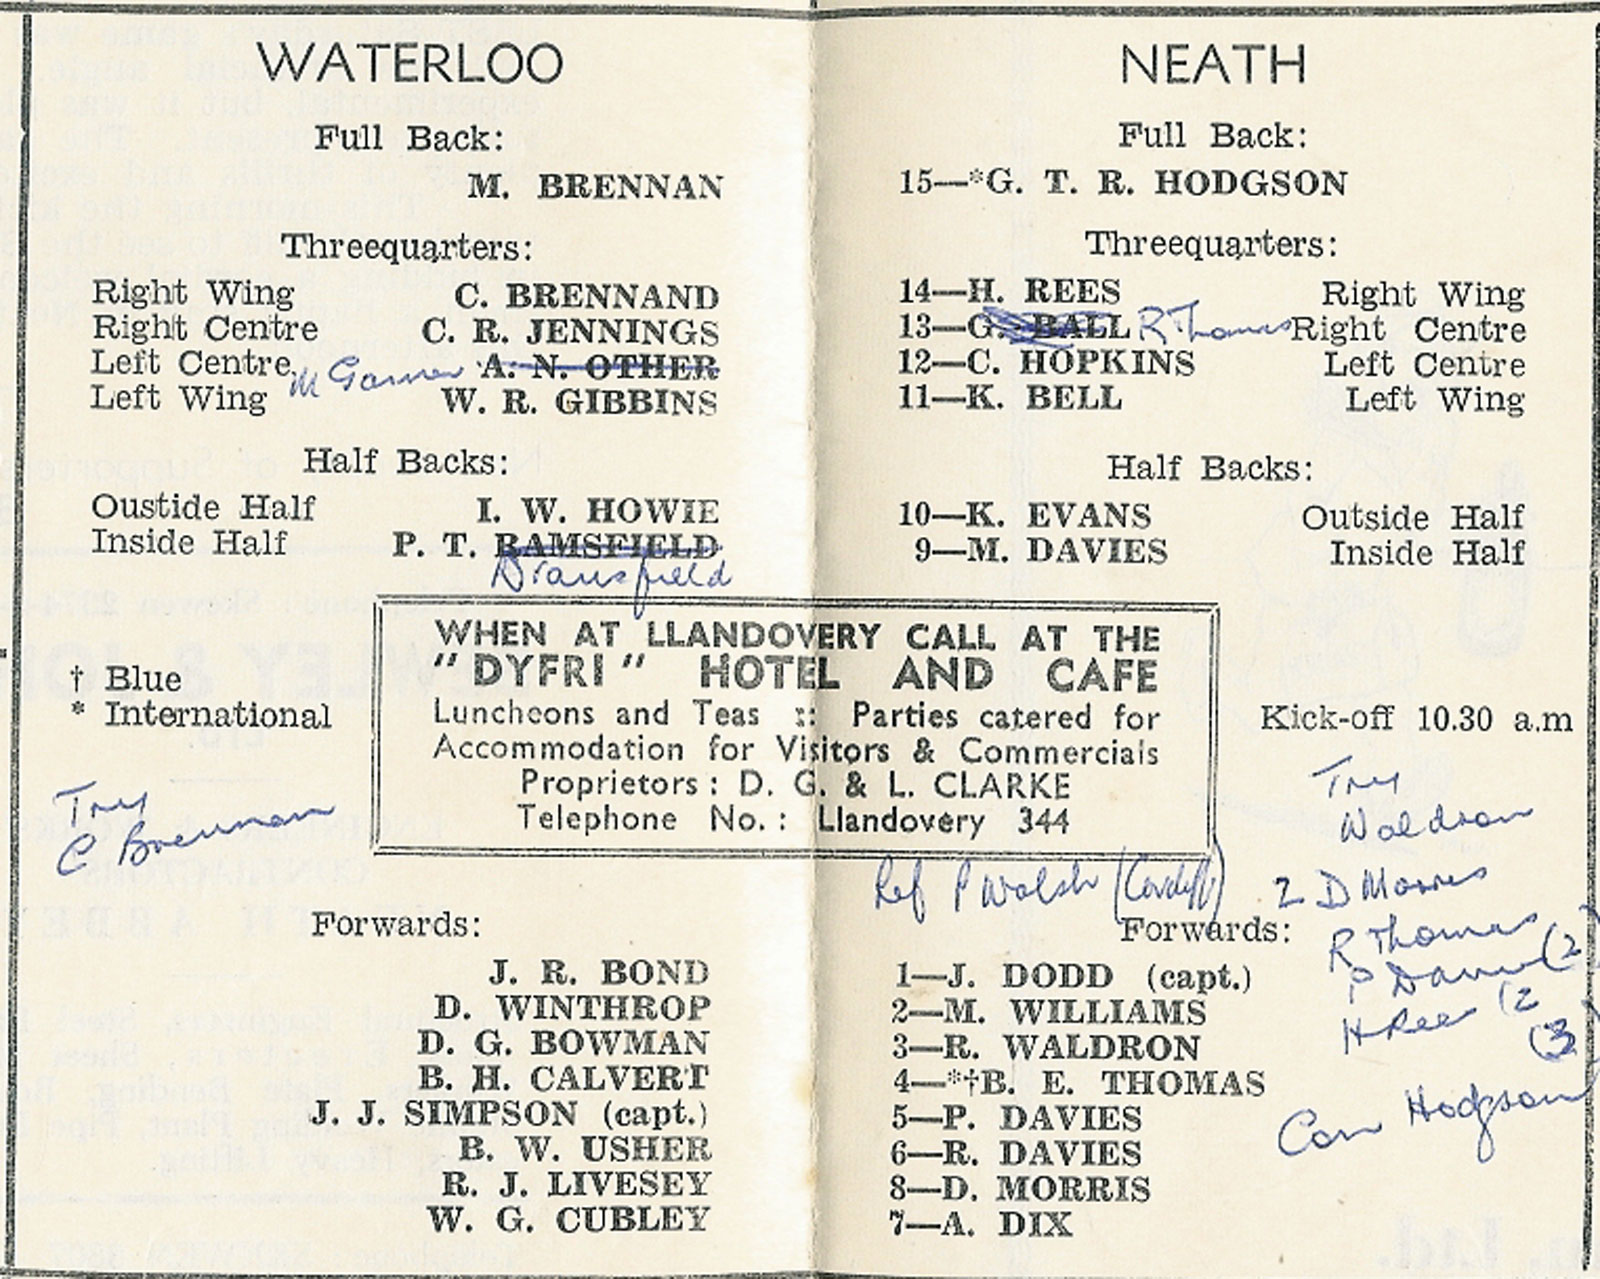 WATERLOO
Full Back:
M. BRENNAN
Threequarters:
Right Wing C. BRENNAND
Right Centre C. R. JENNINGS
Left Centre M Garner A. N. OTHER
Left Wing W. R. GIBBINS
Half Backs:
Oustide Half I. W. HOWIE
Inside Half P. T. RAMSFIELD
Dransfield
† Blue
* International
Try
C Brennan
Forwards:
J. R. BOND
D. WINTHROP
D. G. BOWMAN
B. H. CALVERT
J. J. SIMPSON (capt.)
B. W. USHER
R. J. LIVESEY
W. G. CUBLEY
WHEN AT LLANDOVERY CALL AT THE
"DYFRI" HOTEL AND CAFE
Luncheons and Teas :: Parties catered for
Accommodation for Visitors & Commercials
Proprietors: D. G. & L. CLARKE
Telephone No.: Llandovery 344
NEATH
Full Back:
15—*G. T. R. HODGSON
Threequarters:
14—H. REES Right Wing
13—G. BALL R Thomas Right Centre
12—C. HOPKINS Left Centre
11—K. BELL Left Wing
Half Backs:
10—K. EVANS Outside Half
9—M. DAVIES Inside Half
Kick-off 10.30 a.m
Try
Waldron
2 D Morris
R Thomas
P Davies (2)
H Rees (2
(3)
Con Hodgson
Ref P Walsh (Cardiff)
Forwards:
1—J. DODD (capt.)
2—M. WILLIAMS
3—R. WALDRON
4—*†B. E. THOMAS
5—P. DAVIES
6—R. DAVIES
8—D. MORRIS
7—A. DIX